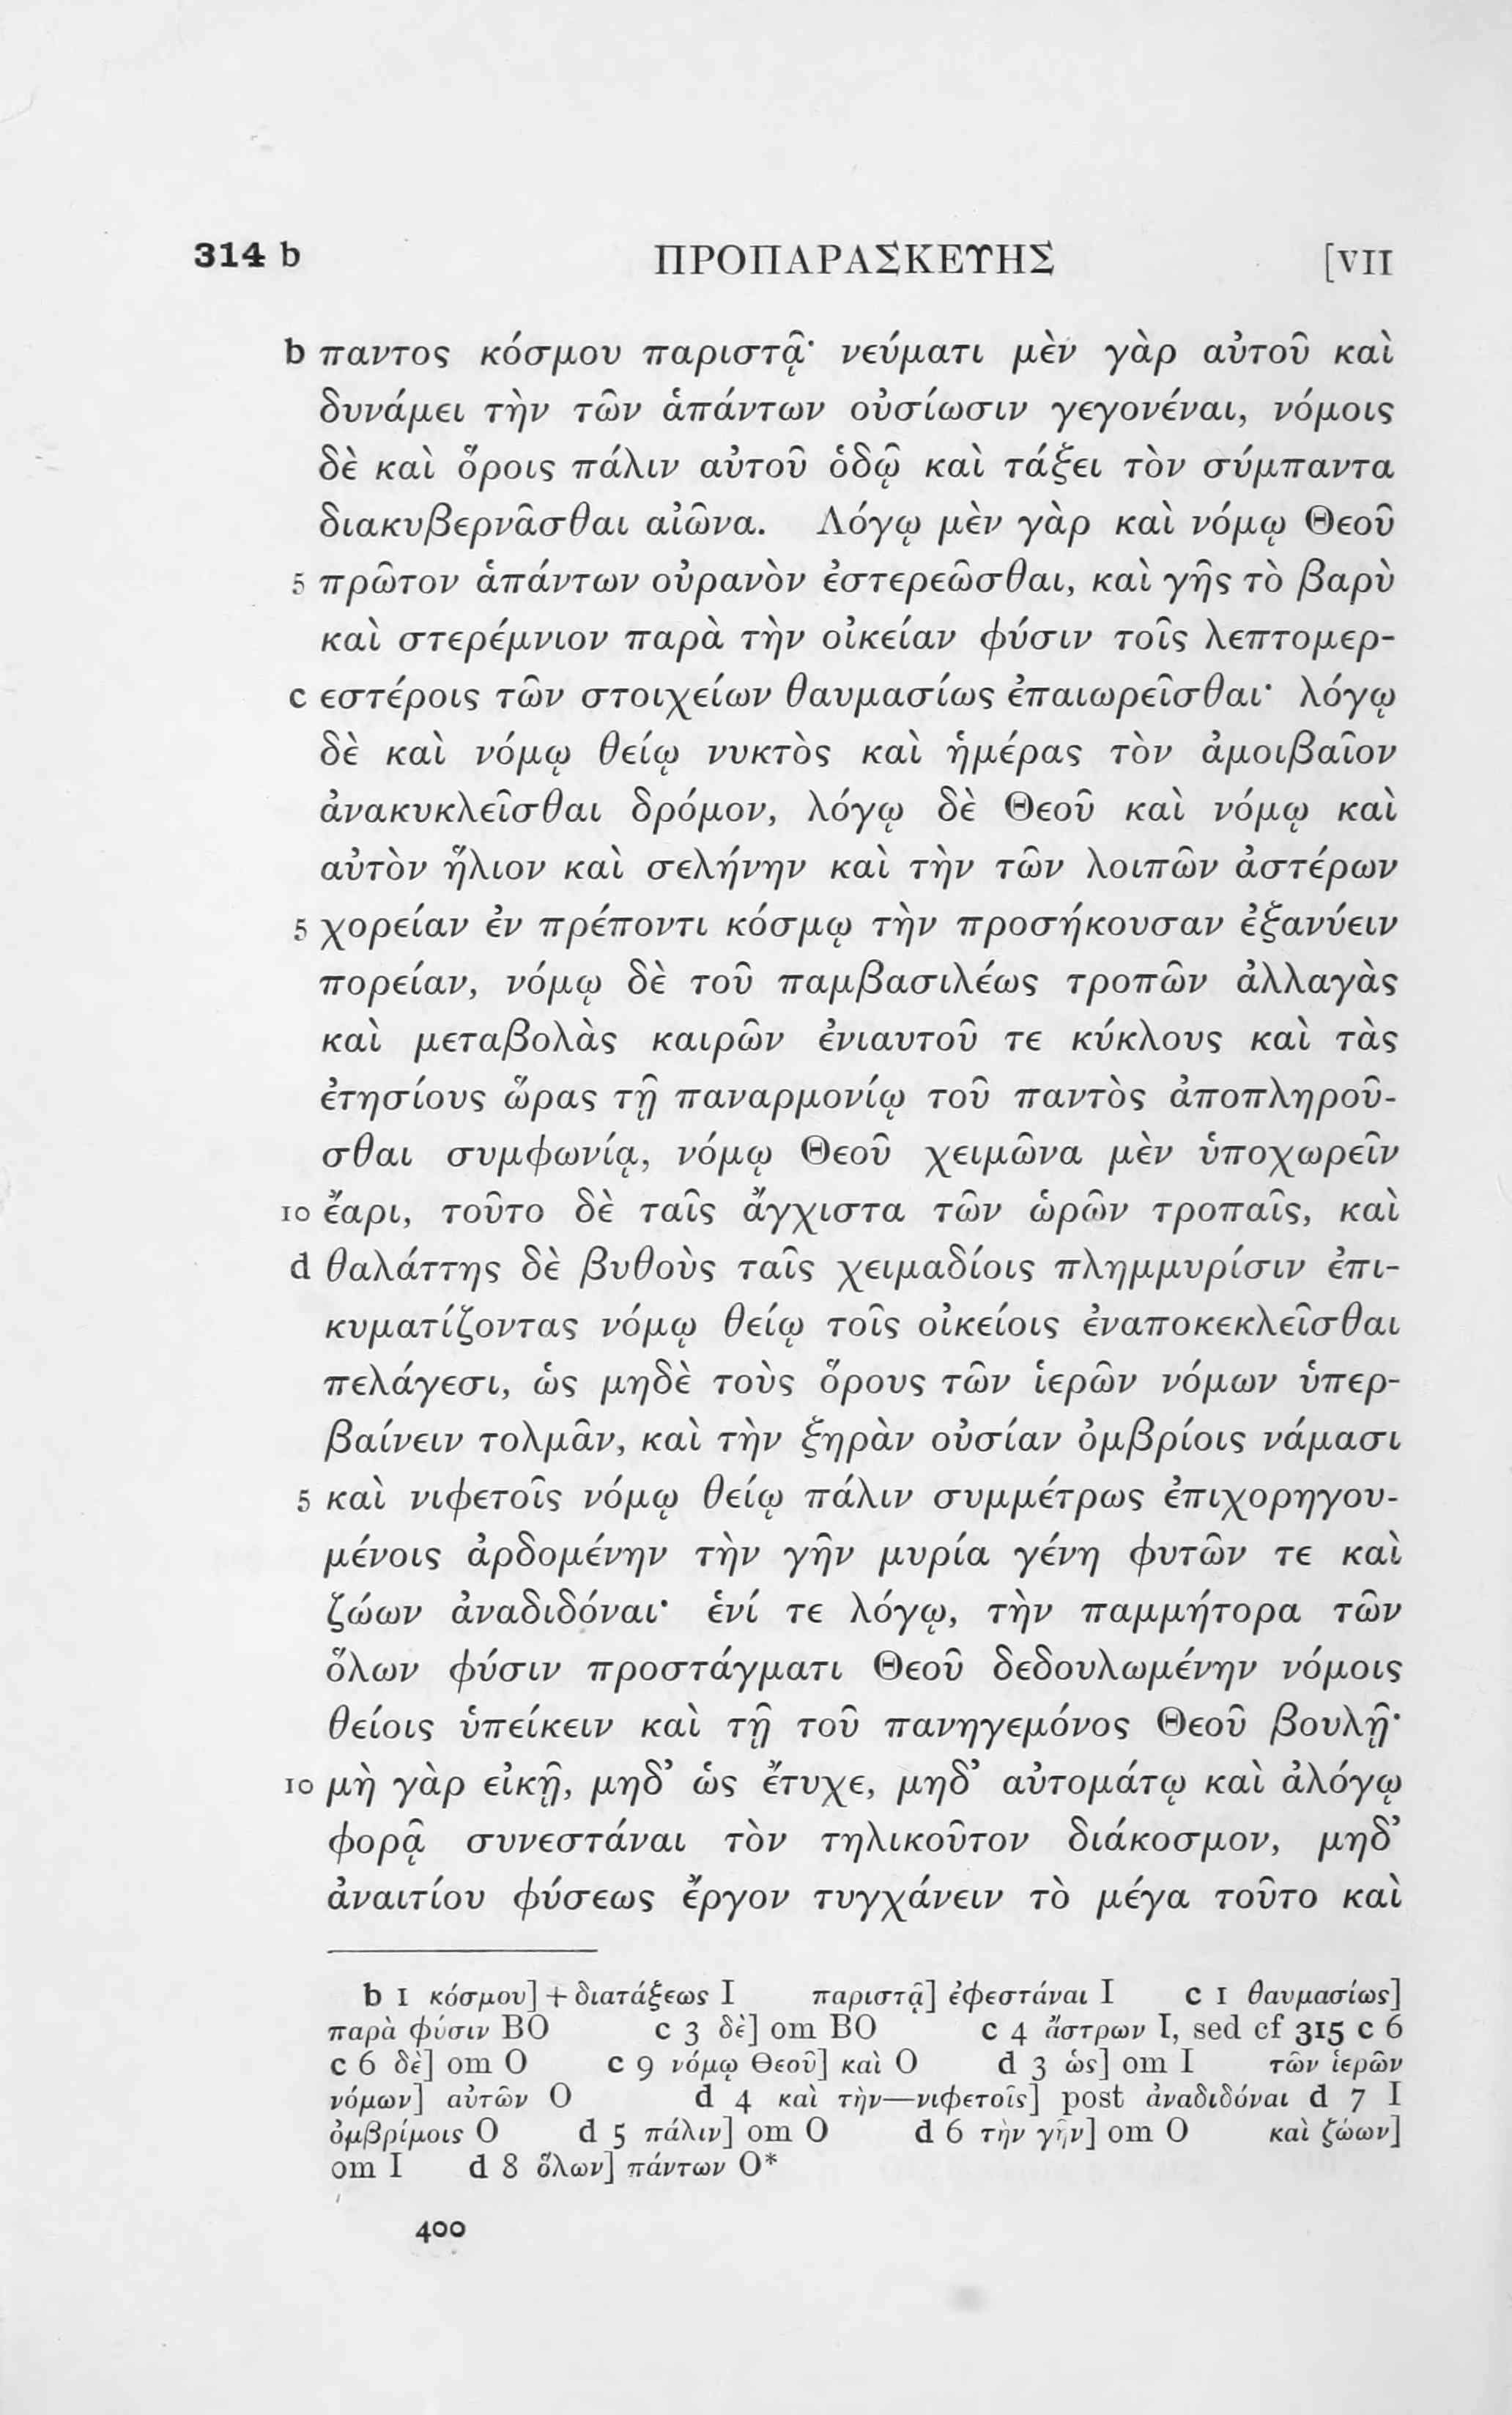 314 b ΠΡΟΠΑΡΑΣΚΕΥΗΣ [VII
b παντος κόσμου παριστᾷ· νεύματι μὲν γὰρ αὐτοῦ καὶ
δυνάμει τὴν τῶν ἁπάντων οὐσίωσιν γεγονέναι, νόμοις
δὲ καὶ ὅροις πάλιν αὐτοῦ ὁδῷ καὶ τάξει τὸν σύμπαντα
διακυβερνᾶσθαι αἰῶνα. Λόγῳ μὲν γὰρ καὶ νόμῳ Θεοῦ
5 πρῶτον ἁπάντων οὐρανὸν ἐστερεῶσθαι, καὶ γῆς τὸ βαρὺ
καὶ στερέμνιον παρὰ τὴν οἰκείαν φύσιν τοῖς λεπτομερ-
c εστέροις τῶν στοιχείων θαυμασίως ἐπαιωρεῖσθαι· λόγῳ
δὲ καὶ νόμῳ θείῳ νυκτὸς καὶ ἡμέρας τὸν ἀμοιβαῖον
ἀνακυκλεῖσθαι δρόμον, λόγῳ δὲ Θεοῦ καὶ νόμῳ καὶ
αὐτὸν ἥλιον καὶ σελήνην καὶ τὴν τῶν λοιπῶν ἀστέρων
5 χορείαν ἐν πρέποντι κόσμῳ τὴν προσήκουσαν ἐξανύειν
πορείαν, νόμῳ δὲ τοῦ παμβασιλέως τροπῶν ἀλλαγὰς
καὶ μεταβολὰς καιρῶν ἐνιαυτοῦ τε κύκλους καὶ τὰς
ἐτησίους ὥρας τῇ παναρμονίῳ τοῦ παντὸς ἀποπληροῦ-
σθαι συμφωνίᾳ, νόμῳ Θεοῦ χειμῶνα μὲν ὑποχωρεῖν
10 ἔαρι, τοῦτο δὲ ταῖς ἄγχιστα τῶν ὡρῶν τροπαῖς, καὶ
d θαλάττης δὲ βυθοὺς ταῖς χειμαδίοις πλημμυρίσιν ἐπι-
κυματίζοντας νόμῳ θείῳ τοῖς οἰκείοις ἐναποκεκλεῖσθαι
πελάγεσι, ὡς μηδὲ τοὺς ὅρους τῶν ἱερῶν νόμων ὑπερ-
βαίνειν τολμᾶν, καὶ τὴν ξηρὰν οὐσίαν ὀμβρίοις νάμασι
5 καὶ νιφετοῖς νόμῳ θείῳ πάλιν συμμέτρως ἐπιχορηγου-
μένοις ἀρδομένην τὴν γῆν μυρία γένη φυτῶν τε καὶ
ζώων ἀναδιδόναι· ἑνί τε λόγῳ, τὴν παμμήτορα τῶν
ὅλων φύσιν προστάγματι Θεοῦ δεδουλωμένην νόμοις
θείοις ὑπείκειν καὶ τῇ τοῦ πανηγεμόνος Θεοῦ βουλῇ·
10 μὴ γὰρ εἰκῇ, μηδ’ ὡς ἔτυχε, μηδ’ αὐτομάτῳ καὶ ἀλόγῳ
φορᾷ συνεστάναι τὸν τηλικοῦτον διάκοσμον, μηδ’
ἀναιτίου φύσεως ἔργον τυγχάνειν τὸ μέγα τοῦτο καὶ
b 1 κόσμου] + διατάξεως I παριστᾷ] ἐφεστάναι I c 1 θαυμασίως]
παρὰ φύσιν BO c 3 δὲ] om BO c 4 ἄστρων I, sed cf 315 c 6
c 6 δὲ] om O c 9 νόμῳ Θεοῦ] καὶ O d 3 ὡς] om I τῶν ἱερῶν
νόμων] αὐτῶν O d 4 καὶ τὴν—νιφετοῖς] post ἀναδιδόναι d 7 I
ὀμβρίμοις O d 5 πάλιν] om O d 6 τὴν γῆν] om O καὶ ζώων]
om I d 8 ὅλων] πάντων O*
400